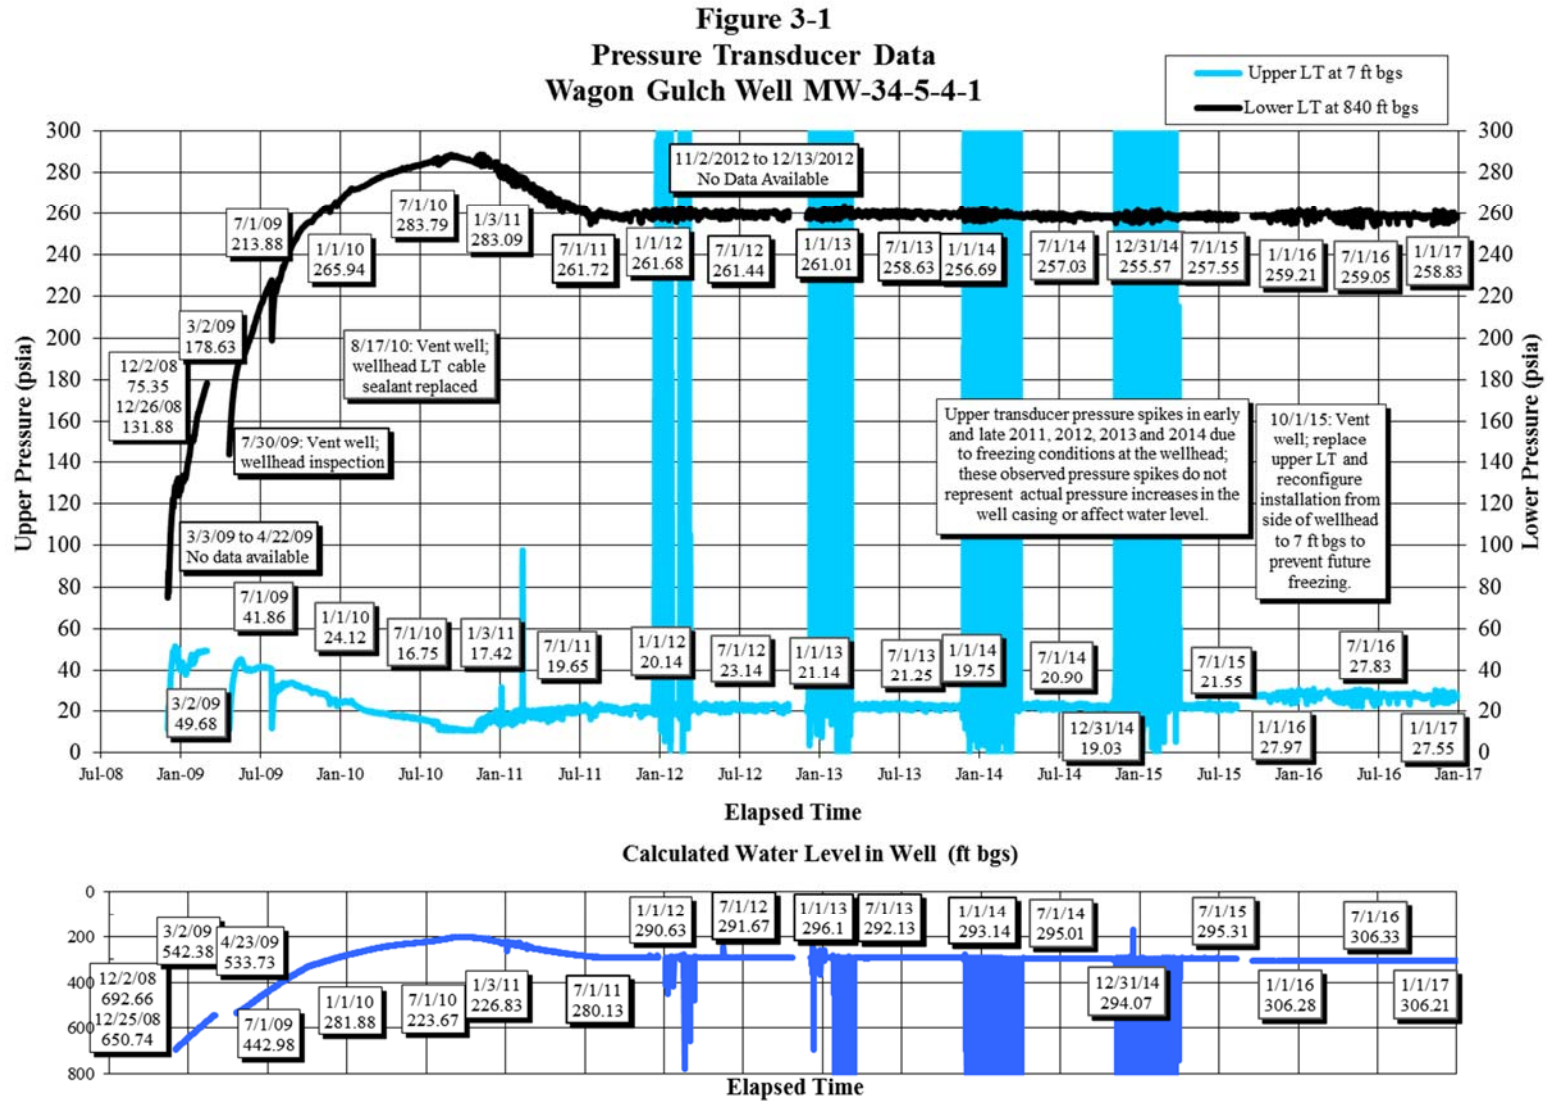 Figure 3-1
Pressure Transducer Data
Wagon Gulch Well MW-34-5-4-1
Upper LT at 7 ft bgs
Lower LT at 840 ft bgs
Upper Pressure (psia)
300
280
260
240
220
200
180
160
140
120
100
80
60
40
20
0
Lower Pressure (psia)
300
280
260
240
220
200
180
160
140
120
100
80
60
40
20
0
11/2/2012 to 12/13/2012
No Data Available
7/1/09
213.88
1/1/10
265.94
7/1/10
283.79
1/3/11
283.09
7/1/11
261.72
1/1/12
261.68
7/1/12
261.44
1/1/13
261.01
7/1/13
258.63
1/1/14
256.69
7/1/14
257.03
12/31/14
255.57
7/1/15
257.55
1/1/16
259.21
7/1/16
259.05
1/1/17
258.83
3/2/09
178.63
12/2/08
75.35
12/26/08
131.88
8/17/10: Vent well;
wellhead LT cable
sealant replaced
7/30/09: Vent well;
wellhead inspection
3/3/09 to 4/22/09
No data available
Upper transducer pressure spikes in early
and late 2011, 2012, 2013 and 2014 due
to freezing conditions at the wellhead;
these observed pressure spikes do not
represent actual pressure increases in the
well casing or affect water level.
10/1/15: Vent
well; replace
upper LT and
reconfigure
installation from
side of wellhead
to 7 ft bgs to
prevent future
freezing.
3/2/09
49.68
7/1/09
41.86
1/1/10
24.12
7/1/10
16.75
1/3/11
17.42
7/1/11
19.65
1/1/12
20.14
7/1/12
23.14
1/1/13
21.14
7/1/13
21.25
1/1/14
19.75
7/1/14
20.90
12/31/14
19.03
7/1/15
21.55
1/1/16
27.97
7/1/16
27.83
1/1/17
27.55
Jul-08
Jan-09
Jul-09
Jan-10
Jul-10
Jan-11
Jul-11
Jan-12
Jul-12
Jan-13
Jul-13
Jan-14
Jul-14
Jan-15
Jul-15
Jan-16
Jul-16
Jan-17
Elapsed Time
Calculated Water Level in Well (ft bgs)
0
200
400
600
800
3/2/09
542.38
4/23/09
533.73
12/2/08
692.66
12/25/08
650.74
7/1/09
442.98
1/1/10
281.88
7/1/10
223.67
1/3/11
226.83
7/1/11
280.13
1/1/12
290.63
7/1/12
291.67
1/1/13
296.1
7/1/13
292.13
1/1/14
293.14
7/1/14
295.01
12/31/14
294.07
7/1/15
295.31
1/1/16
306.28
7/1/16
306.33
1/1/17
306.21
Elapsed Time